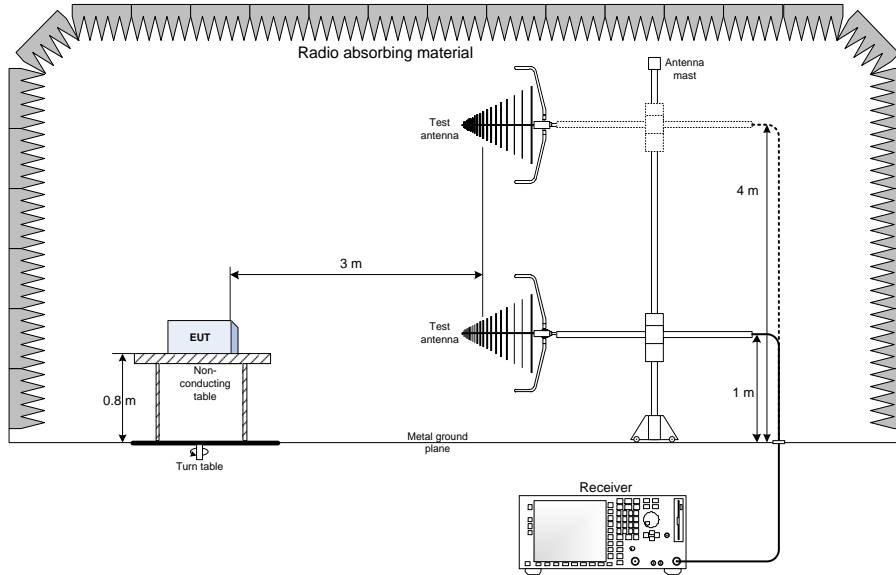 Radio absorbing material
Antenna
mast
Test
antenna
4 m
3 m
EUT
Test
antenna
Non-
conducting
table
0.8 m
1 m
Metal ground
plane
Turn table
Receiver